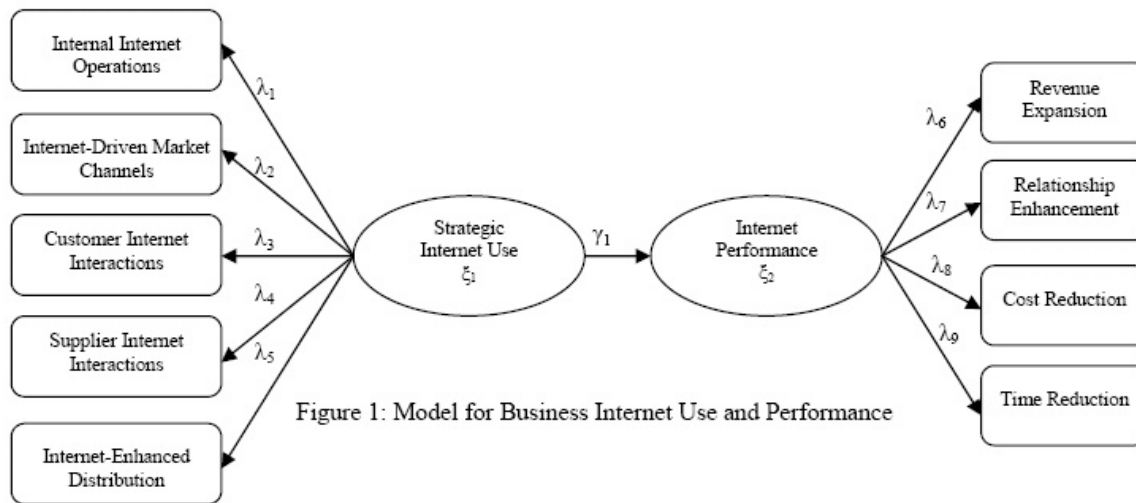 Internal Internet
Operations
Internet-Driven Market
Channels
Customer Internet
Interactions
Supplier Internet
Interactions
Internet-Enhanced
Distribution
λ1
λ2
λ3
λ4
λ5
Strategic
Internet Use
ξ1
γ1
Internet
Performance
ξ2
λ6
λ7
λ8
λ9
Revenue
Expansion
Relationship
Enhancement
Cost Reduction
Time Reduction
Figure 1: Model for Business Internet Use and Performance